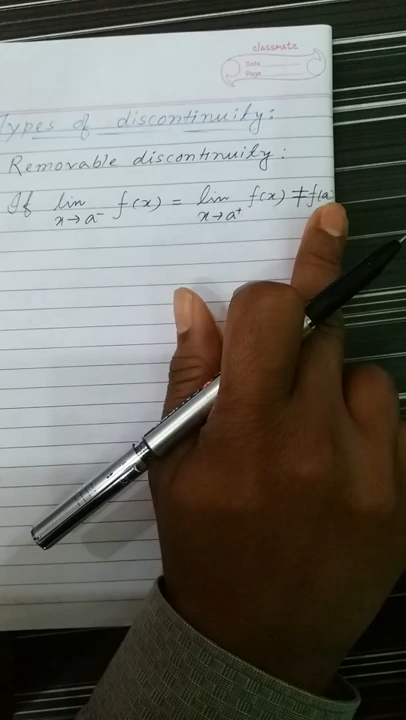 classmate
Date
Page
Types of discontinuity:
Removable discontinuity:
If lim x→a⁻ f(x) = lim x→a⁺ f(x) ≠ f(a)